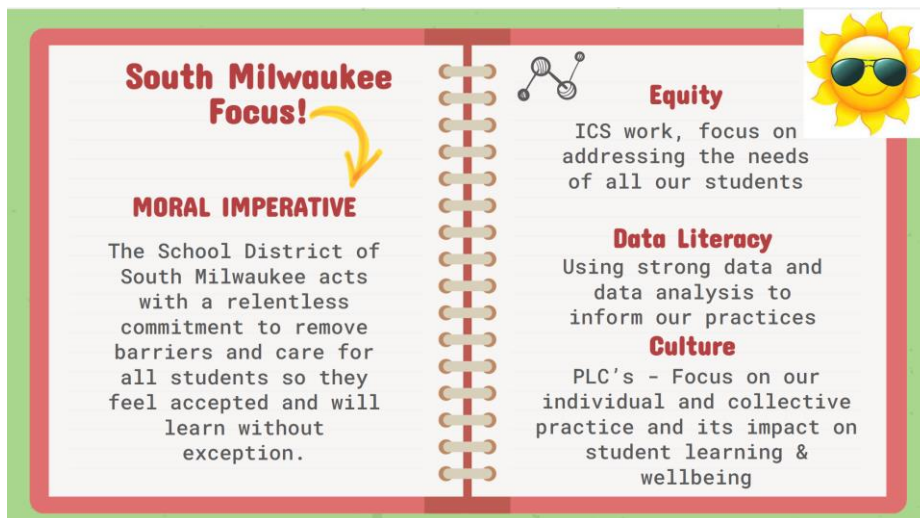 South Milwaukee
Focus!
MORAL IMPERATIVE
The School District of
South Milwaukee acts
with a relentless
commitment to remove
barriers and care for
all students so they
feel accepted and will
learn without
exception.
Equity
ICS work, focus on
addressing the needs
of all our students
Data Literacy
Using strong data and
data analysis to
inform our practices
Culture
PLC’s – Focus on our
individual and collective
practice and its impact on
student learning &
wellbeing